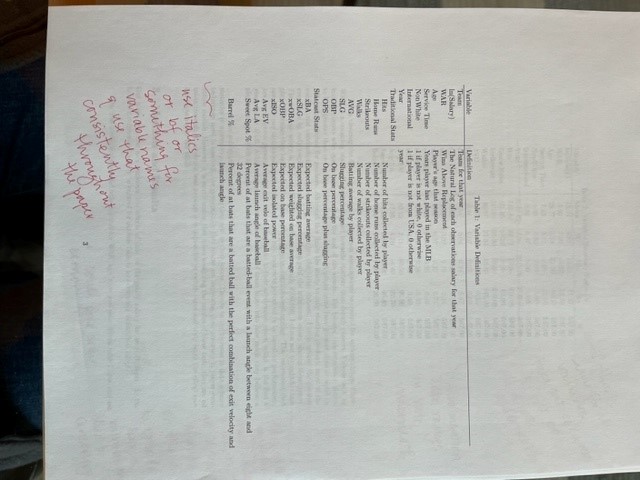 Table 1: Variable Definitions
Variable Definition
Team Team for that year
ln(Salary) The Natural Log of each observations salary for that year
WAR Wins Above Replacement
Age Player's age that season
Service Time Years player has played in the MLB
NonWhite 1 if player is not white, 0 otherwise
International 1 if player is not from USA, 0 otherwise
Year year
Traditional Stats
Hits Number of hits collected by player
Home Runs Number of home runs collected by player
Strikeouts Number of strikeouts collected by player
Walks Number of walks collected by player
AVG Batting average by player
SLG Slugging percentage
OBP On base percentage
OPS On base percentage plus slugging
Statcast Stats
xBA Expected batting average
xSLG Expected slugging percentage
xwOBA Expected weighted on base average
xOBP Expected on base percentage
xISO Expected isolated power
Avg EV Average exit velo of baseball
Avg LA Average launch angle of baseball
Sweet Spot % Percent of at bats that are a batted-ball event with a launch angle between eight and
32 degrees
Barrel % Percent of at bats that are a batted ball with the perfect combination of exit velocity and
launch angle
use italics
or bf or
something for
variable names
& use that
consistently
throughout
the paper
3